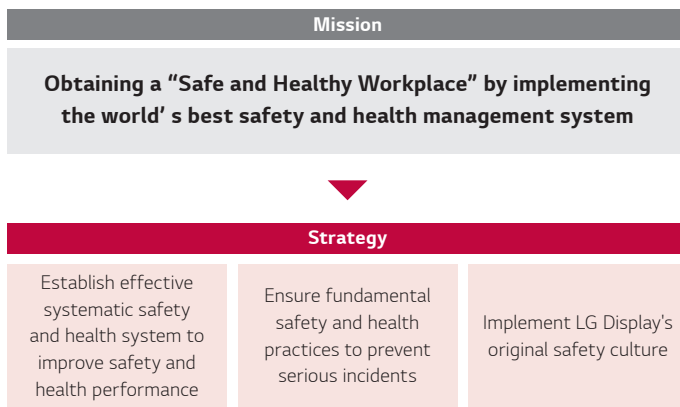 Mission
Obtaining a “Safe and Healthy Workplace” by implementing
the world’ s best safety and health management system
Strategy
Establish effective
systematic safety
and health system to
improve safety and
health performance
Ensure fundamental
safety and health
practices to prevent
serious incidents
Implement LG Display's
original safety culture